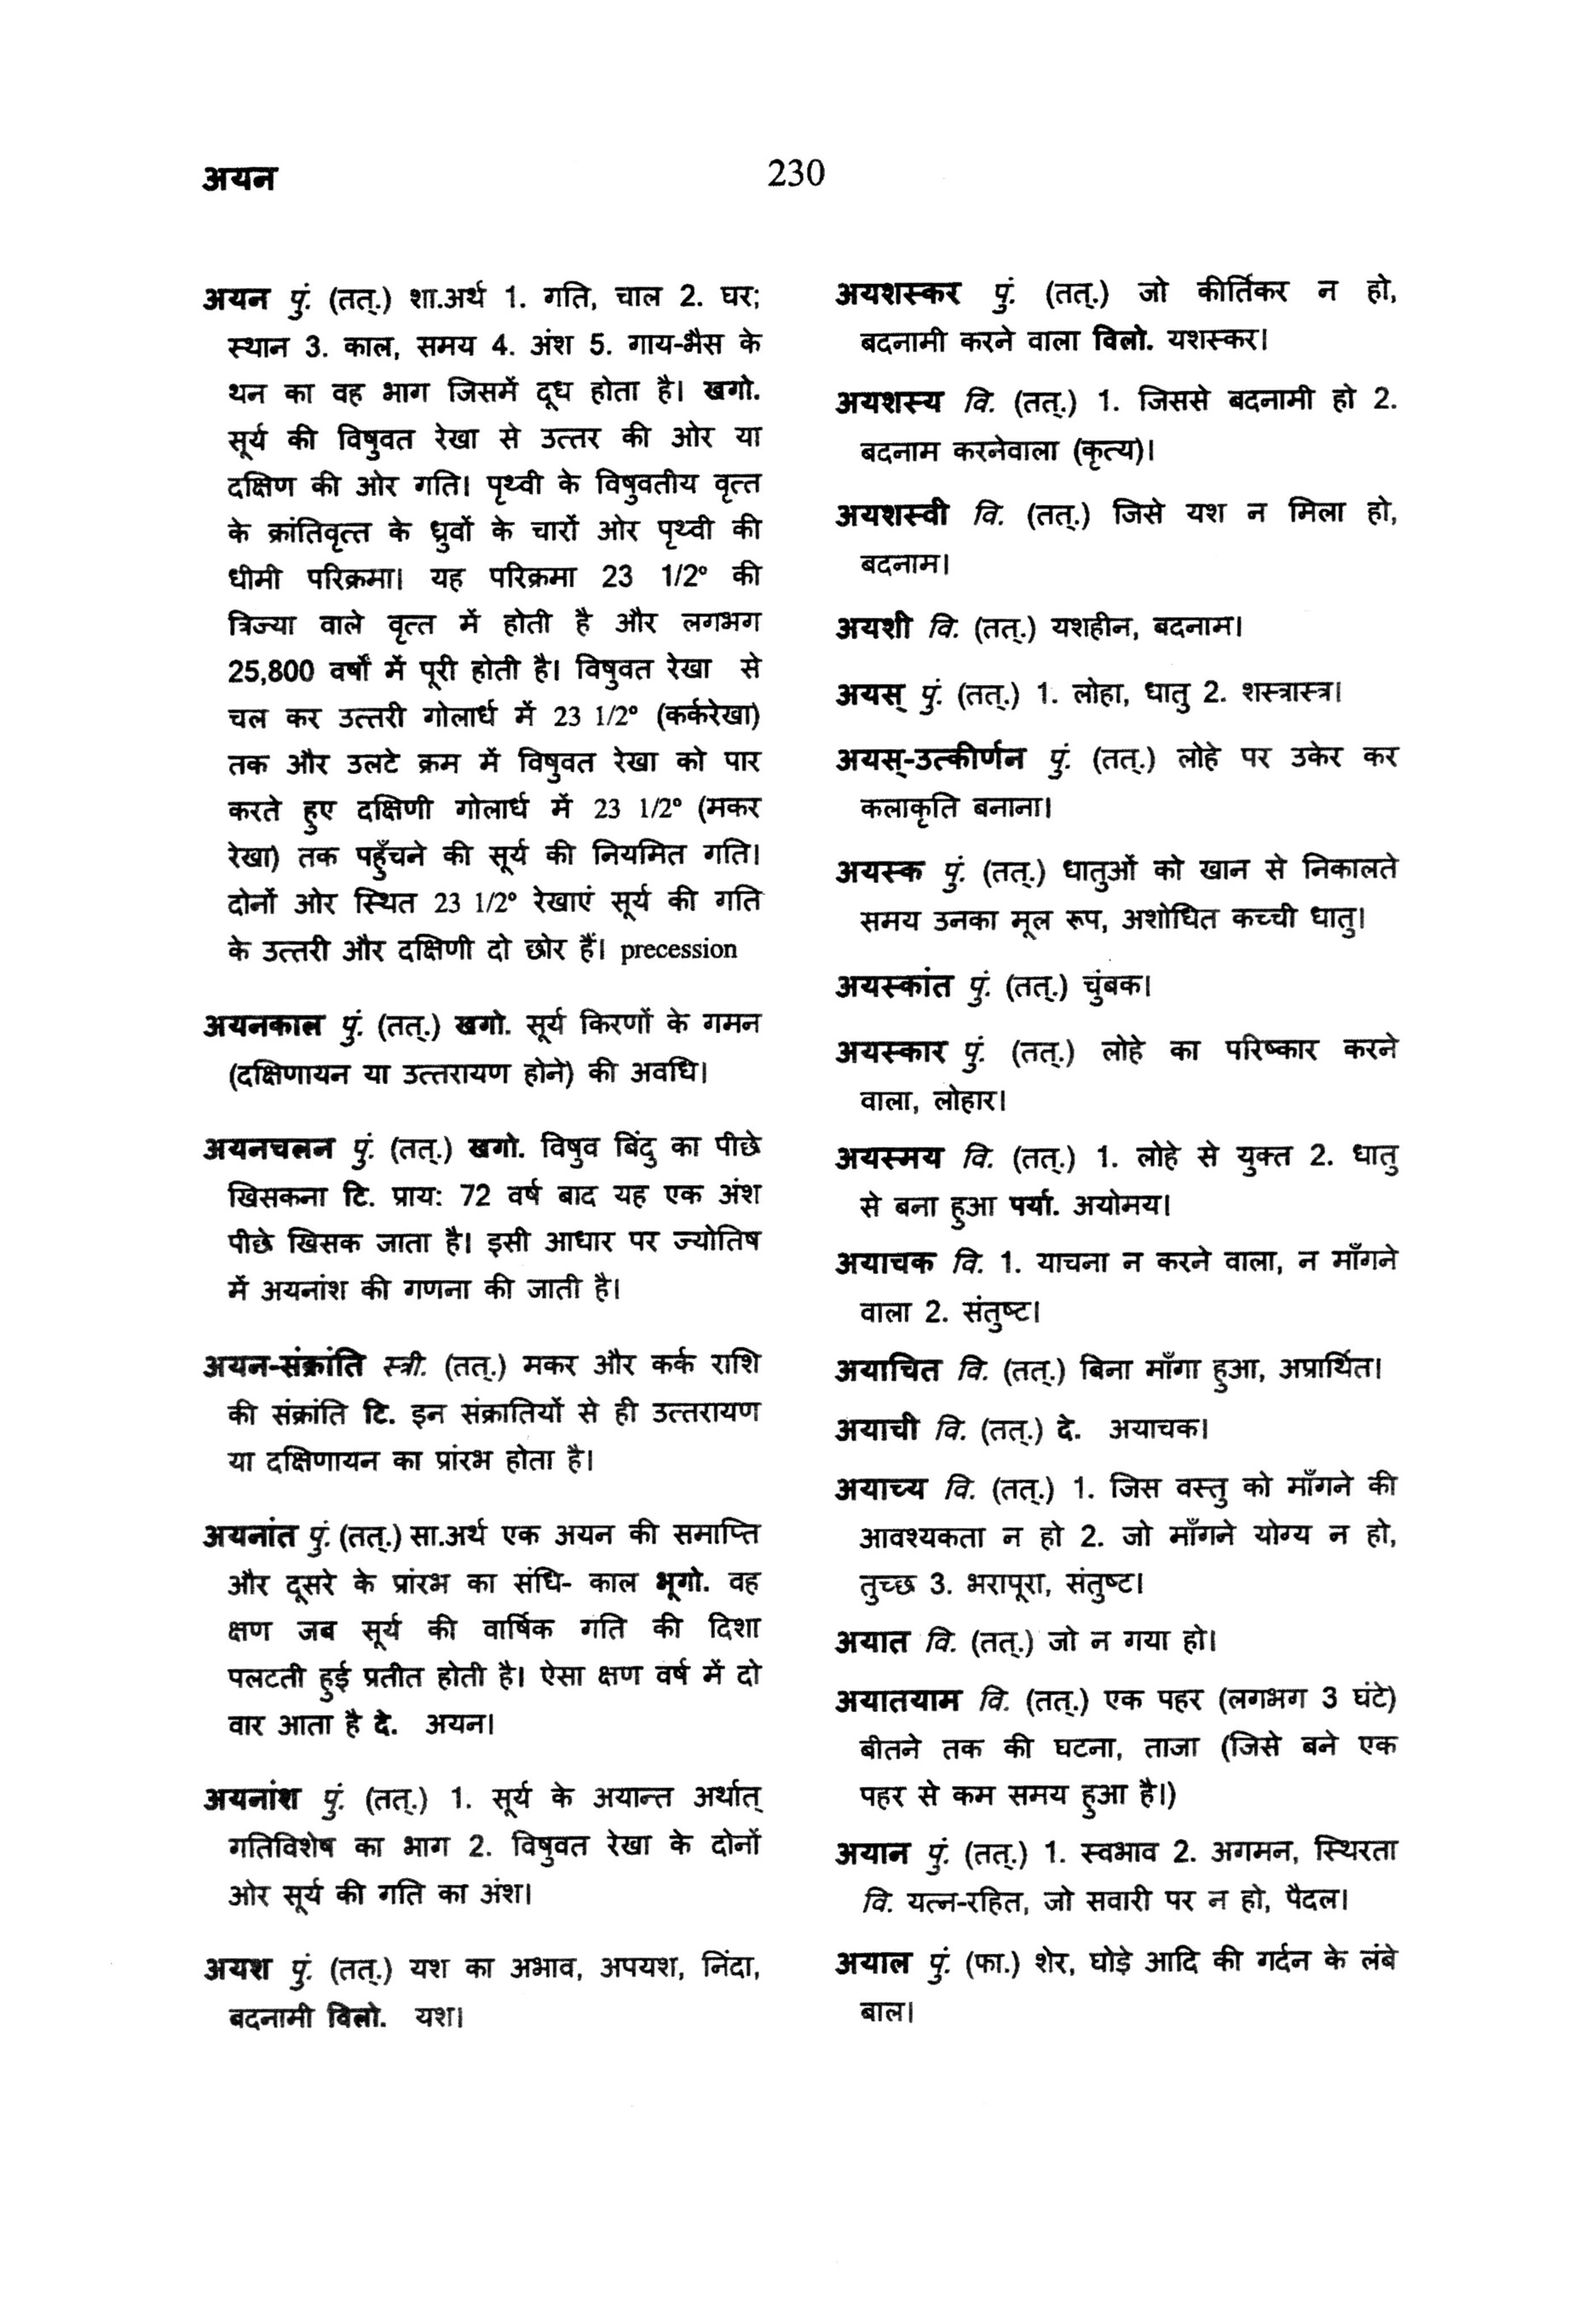 अयन
230
अयन पुं. (तत्.) शा.अर्थ 1. गति, चाल 2. घर;
स्थान 3. काल, समय 4. अंश 5. गाय-भैस के
थन का वह भाग जिसमें दूध होता है। खगो.
सूर्य की विषुवत रेखा से उत्तर की ओर या
दक्षिण की ओर गति। पृथ्वी के विषुवतीय वृत्त
के क्रांतिवृत्त के ध्रुवों के चारों ओर पृथ्वी की
धीमी परिक्रमा। यह परिक्रमा 23 1/2° की
त्रिज्या वाले वृत्त में होती है और लगभग
25,800 वर्षों में पूरी होती है। विषुवत रेखा से
चल कर उत्तरी गोलार्ध में 23 1/2° (कर्करेखा)
तक और उलटे क्रम में विषुवत रेखा को पार
करते हुए दक्षिणी गोलार्ध में 23 1/2° (मकर
रेखा) तक पहुँचने की सूर्य की नियमित गति।
दोनों ओर स्थित 23 1/2° रेखाएं सूर्य की गति
के उत्तरी और दक्षिणी दो छोर हैं। precession
अयनकाल पुं. (तत्.) खगो. सूर्य किरणों के गमन
(दक्षिणायन या उत्तरायण होने) की अवधि।
अयनचलन पुं. (तत्.) खगो. विषुव बिंदु का पीछे
खिसकना टि. प्राय: 72 वर्ष बाद यह एक अंश
पीछे खिसक जाता है। इसी आधार पर ज्योतिष
में अयनांश की गणना की जाती है।
अयन-संक्रांति स्त्री. (तत्.) मकर और कर्क राशि
की संक्रांति टि. इन संक्रातियों से ही उत्तरायण
या दक्षिणायन का प्रांरभ होता है।
अयनांत पुं. (तत्.) सा.अर्थ एक अयन की समाप्ति
और दूसरे के प्रांरभ का संधि- काल भूगो. वह
क्षण जब सूर्य की वार्षिक गति की दिशा
पलटती हुई प्रतीत होती है। ऐसा क्षण वर्ष में दो
वार आता है दे. अयन।
अयनांश पुं. (तत्.) 1. सूर्य के अयान्त अर्थात्
गतिविशेष का भाग 2. विषुवत रेखा के दोनों
ओर सूर्य की गति का अंश।
अयश पुं. (तत्.) यश का अभाव, अपयश, निंदा,
बदनामी विलो. यश।
अयशस्कर पुं. (तत्.) जो कीर्तिकर न हो,
बदनामी करने वाला विलो. यशस्कर।
अयशस्य वि. (तत्.) 1. जिससे बदनामी हो 2.
बदनाम करनेवाला (कृत्य)।
अयशस्वी वि. (तत्.) जिसे यश न मिला हो,
बदनाम।
अयशी वि. (तत्.) यशहीन, बदनाम।
अयस् पुं. (तत्.) 1. लोहा, धातु 2. शस्त्रास्त्र।
अयस्-उत्कीर्णन पुं. (तत्.) लोहे पर उकेर कर
कलाकृति बनाना।
अयस्क पुं. (तत्.) धातुओं को खान से निकालते
समय उनका मूल रूप, अशोधित कच्ची धातु।
अयस्कांत पुं. (तत्.) चुंबक।
अयस्कार पुं. (तत्.) लोहे का परिष्कार करने
वाला, लोहार।
अयस्मय वि. (तत्.) 1. लोहे से युक्त 2. धातु
से बना हुआ पर्या. अयोमय।
अयाचक वि. 1. याचना न करने वाला, न माँगने
वाला 2. संतुष्ट।
अयाचित वि. (तत्.) बिना माँगा हुआ, अप्रार्थित।
अयाची वि. (तत्.) दे. अयाचक।
अयाच्य वि. (तत्.) 1. जिस वस्तु को माँगने की
आवश्यकता न हो 2. जो माँगने योग्य न हो,
तुच्छ 3. भरापूरा, संतुष्ट।
अयात वि. (तत्.) जो न गया हो।
अयातयाम वि. (तत्.) एक पहर (लगभग 3 घंटे)
बीतने तक की घटना, ताजा (जिसे बने एक
पहर से कम समय हुआ है।)
अयान पुं. (तत्.) 1. स्वभाव 2. अगमन, स्थिरता
वि. यत्न-रहित, जो सवारी पर न हो, पैदल।
अयाल पुं. (फा.) शेर, घोड़े आदि की गर्दन के लंबे
बाल।